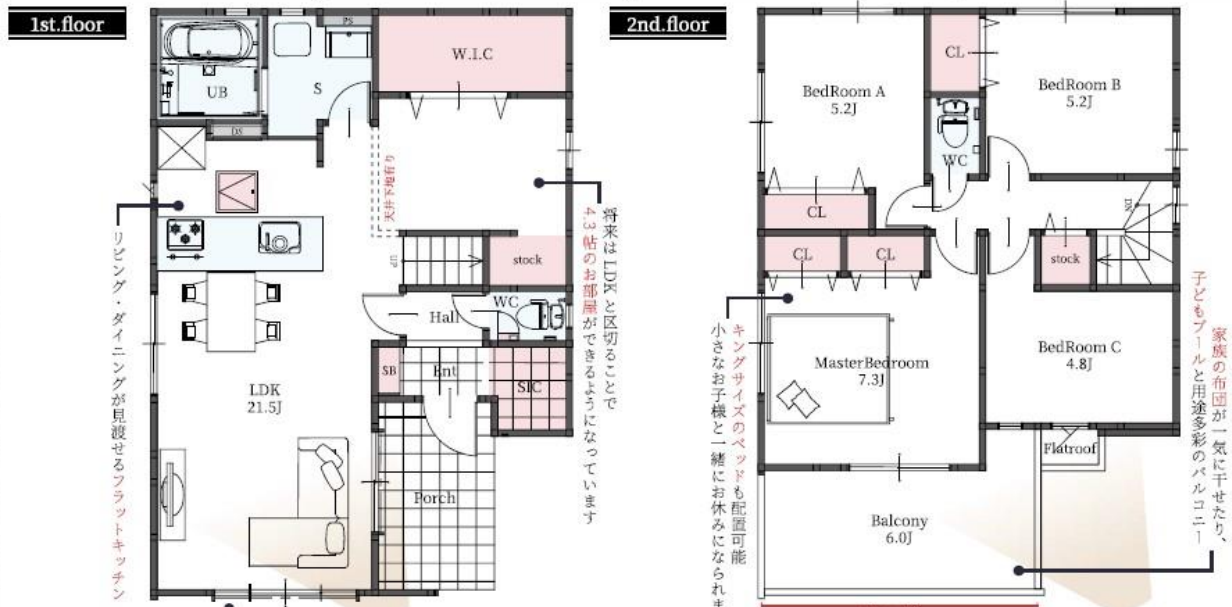 1st.floor
PS
W.I.C
UB
S
DS
天井下地有り
将来は LDK と区切ることで
4.3 帖のお部屋ができるようになっています
UP
stock
WC
Hall
リビング・ダイニングが見渡せるフラットキッチン
SB
Ent
SIC
LDK
21.5J
Porch
2nd.floor
CL
BedRoom A
5.2J
BedRoom B
5.2J
WC
CL
DN
CL
CL
stock
MasterBedroom
7.3J
BedRoom C
4.8J
キングサイズのベッドも配置可能
小さなお子様と一緒にお休みになられま
Flatroof
Balcony
6.0J
家族の布団が一気に干せたり、
子どもプールと用途多彩のバルコニー